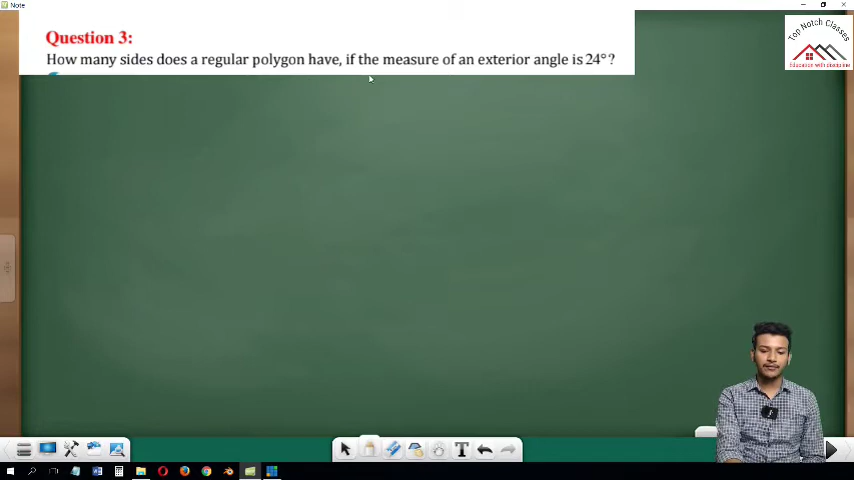 Note
Question 3:
How many sides does a regular polygon have, if the measure of an exterior angle is 24°?
Top Notch Classes
Education with discipline
T